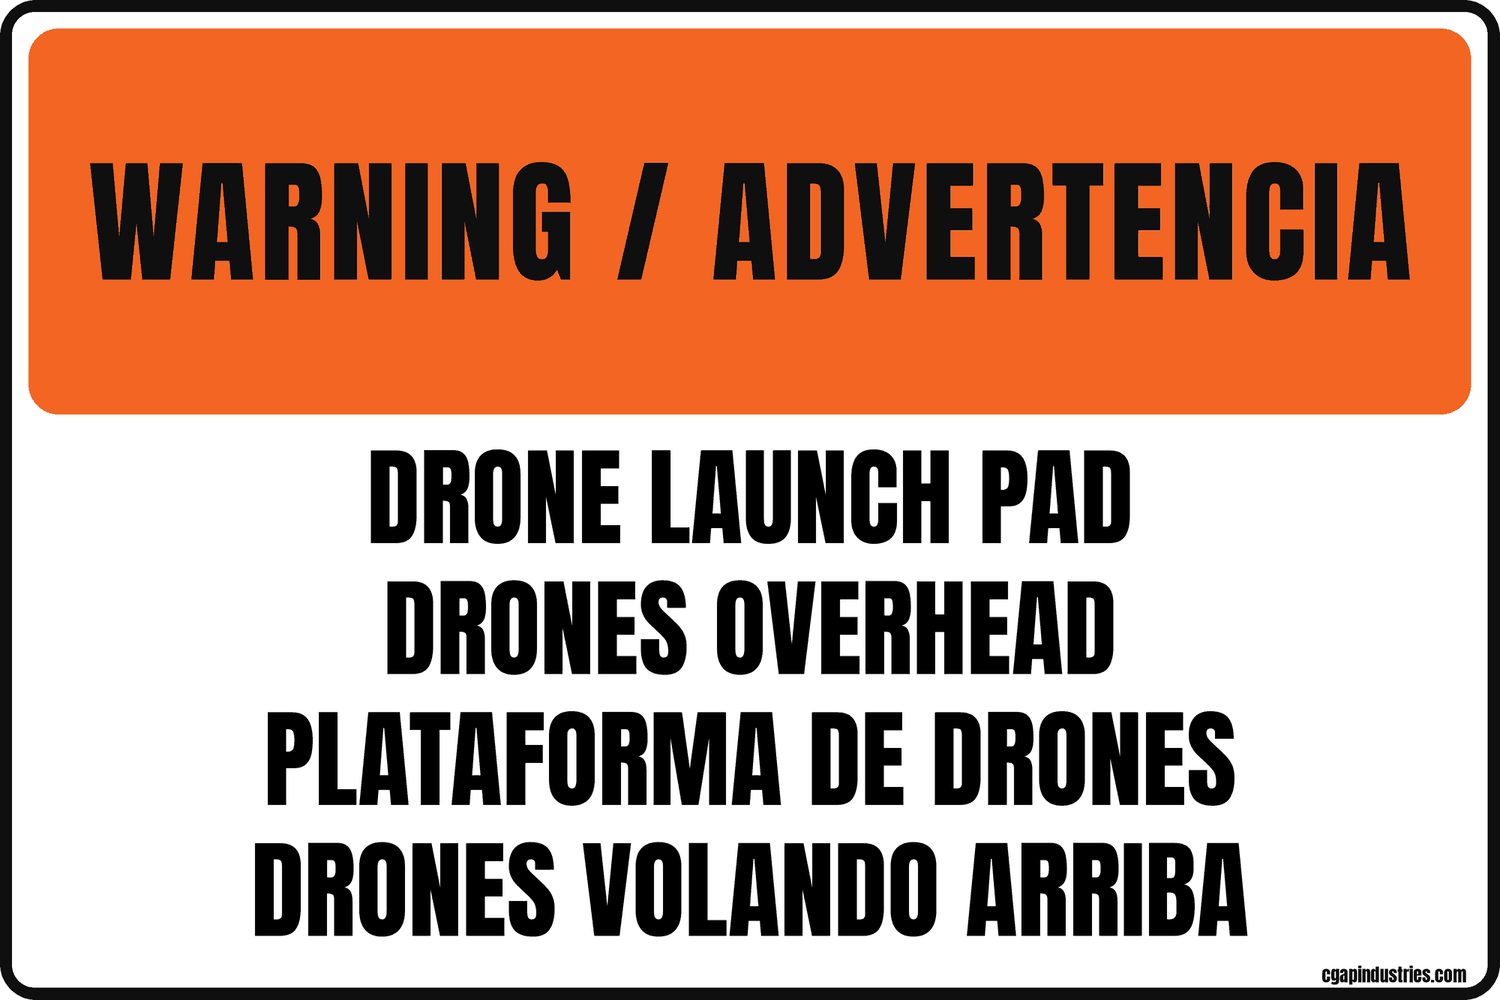 WARNING / ADVERTENCIA
DRONE LAUNCH PAD
DRONES OVERHEAD
PLATAFORMA DE DRONES
DRONES VOLANDO ARRIBA
cgapindustries.com